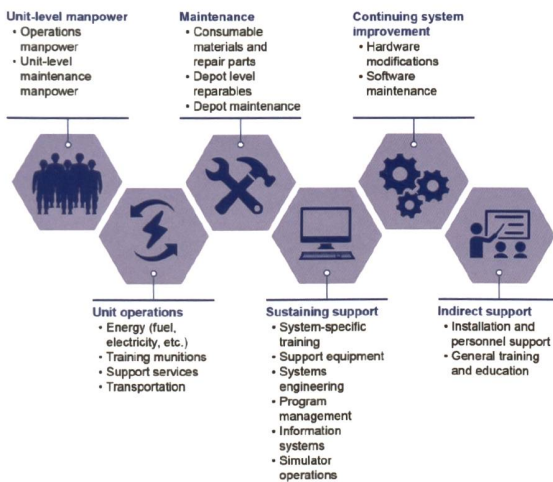 Unit-level manpower
• Operations
manpower
• Unit-level
maintenance
manpower
Maintenance
• Consumable
materials and
repair parts
• Depot level
reparables
• Depot maintenance
Continuing system
improvement
• Hardware
modifications
• Software
maintenance
Unit operations
• Energy (fuel,
electricity, etc.)
• Training munitions
• Support services
• Transportation
Sustaining support
• System-specific
training
• Support equipment
• Systems
engineering
• Program
management
• Information
systems
• Simulator
operations
Indirect support
• Installation and
personnel support
• General training
and education